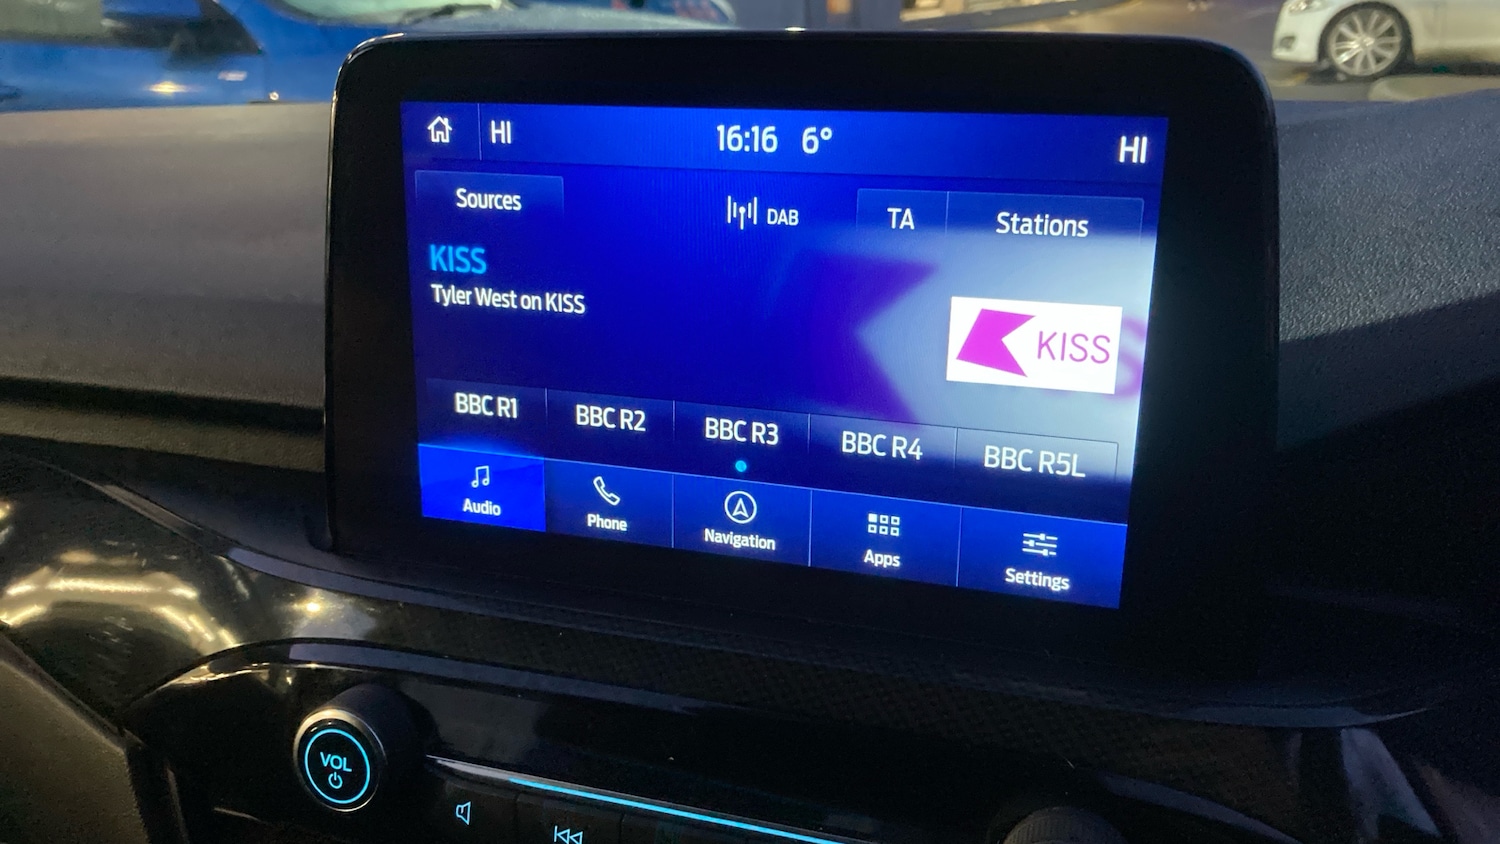 HI
16:16 6°
HI
Sources
DAB
TA
Stations
KISS
Tyler West on KISS
KISS
BBC R1
BBC R2
BBC R3
BBC R4
BBC R5L
Audio
Phone
Navigation
Apps
Settings
VOL